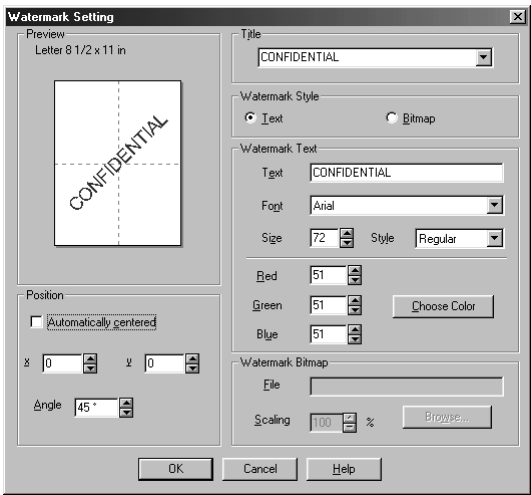 Watermark Setting
Preview
Letter 8 1/2 x 11 in
CONFIDENTIAL
Title
CONFIDENTIAL
Watermark Style
Text
Bitmap
Watermark Text
Text CONFIDENTIAL
Font Arial
Size 72 Style Regular
Red 51
Green 51 Choose Color
Blue 51
Position
Automatically centered
x 0 y 0
Angle 45 °
Watermark Bitmap
File
Scaling 100 % Browse...
OK Cancel Help